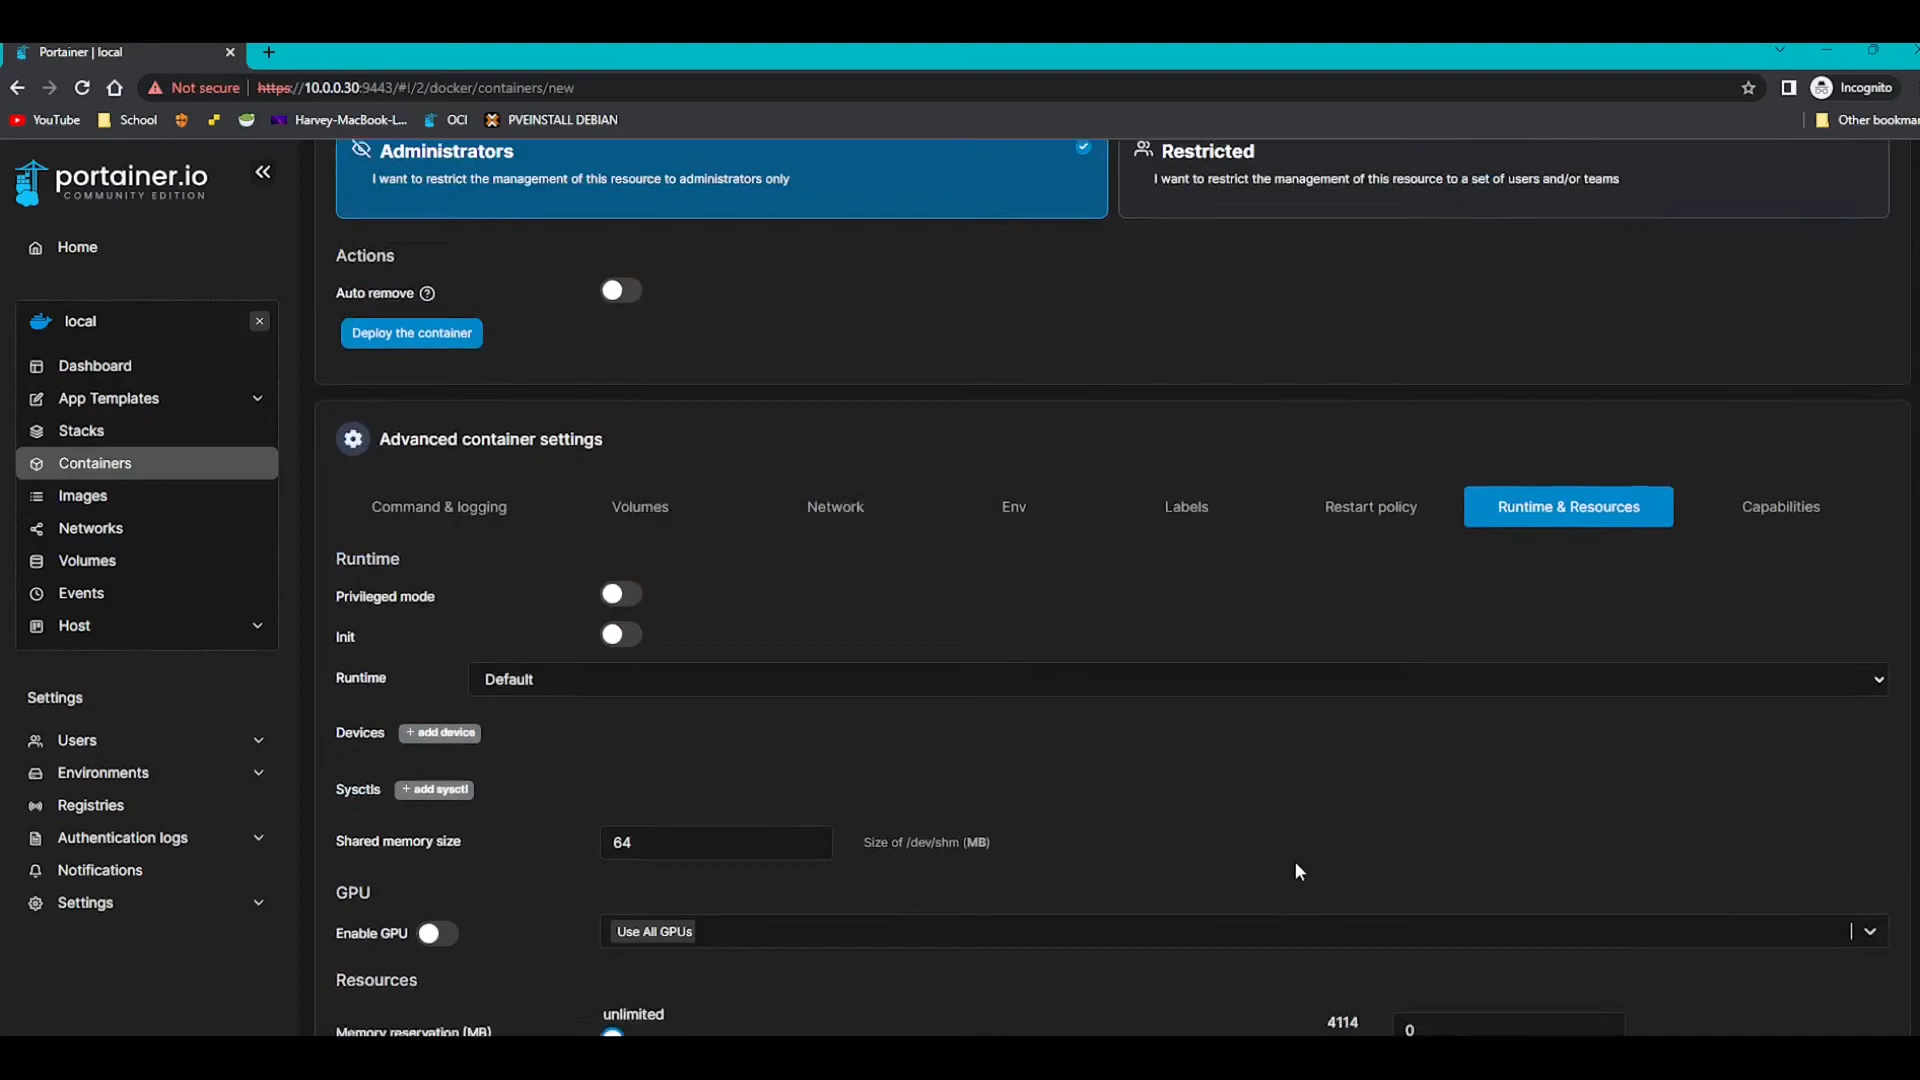 Portainer | local
Not secure https://10.0.0.30:9443/#!/2/docker/containers/new
Incognito
YouTube School Harvey-MacBook-L... OCI PVEINSTALL DEBIAN
Other bookmar
portainer.io
COMMUNITY EDITION
Home
local
Dashboard
App Templates
Stacks
Containers
Images
Networks
Volumes
Events
Host
Settings
Users
Environments
Registries
Authentication logs
Notifications
Settings
Administrators
I want to restrict the management of this resource to administrators only
Restricted
I want to restrict the management of this resource to a set of users and/or teams
Actions
Auto remove
Deploy the container
Advanced container settings
Command & logging Volumes Network Env Labels Restart policy Runtime & Resources Capabilities
Runtime
Privileged mode
Init
Runtime Default
Devices + add device
Sysctls + add sysctl
Shared memory size 64 Size of /dev/shm (MB)
GPU
Enable GPU Use All GPUs
Resources
unlimited
Memory reservation (MB) 4114 0